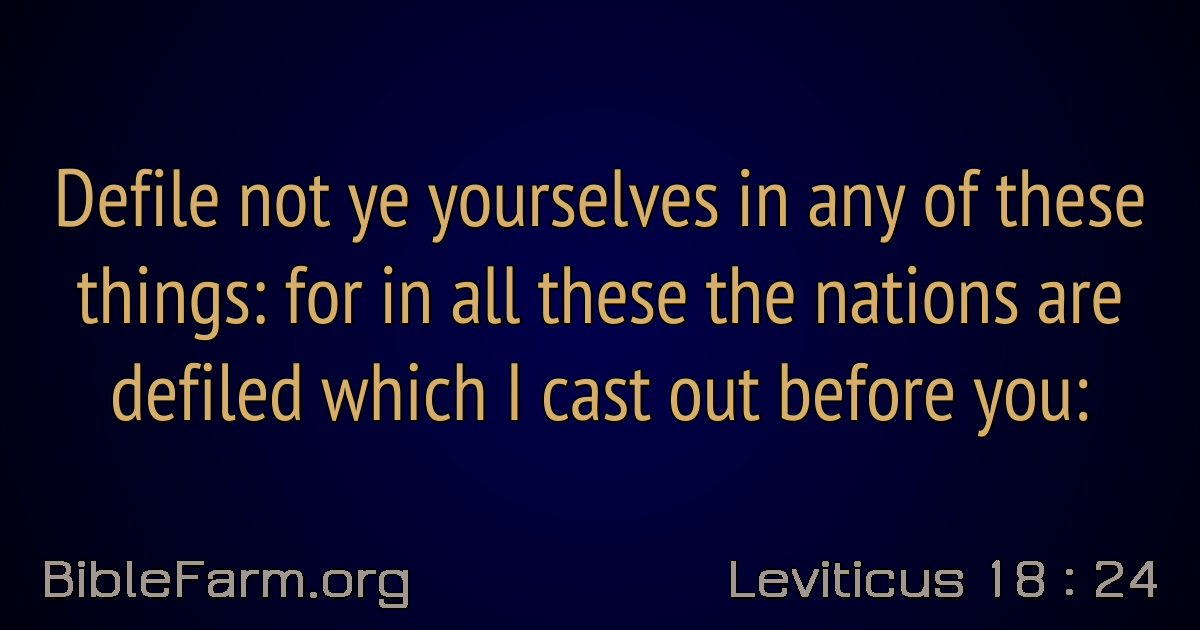 Defile not ye yourselves in any of these
things: for in all these the nations are
defiled which I cast out before you:
BibleFarm.org
Leviticus 18 : 24